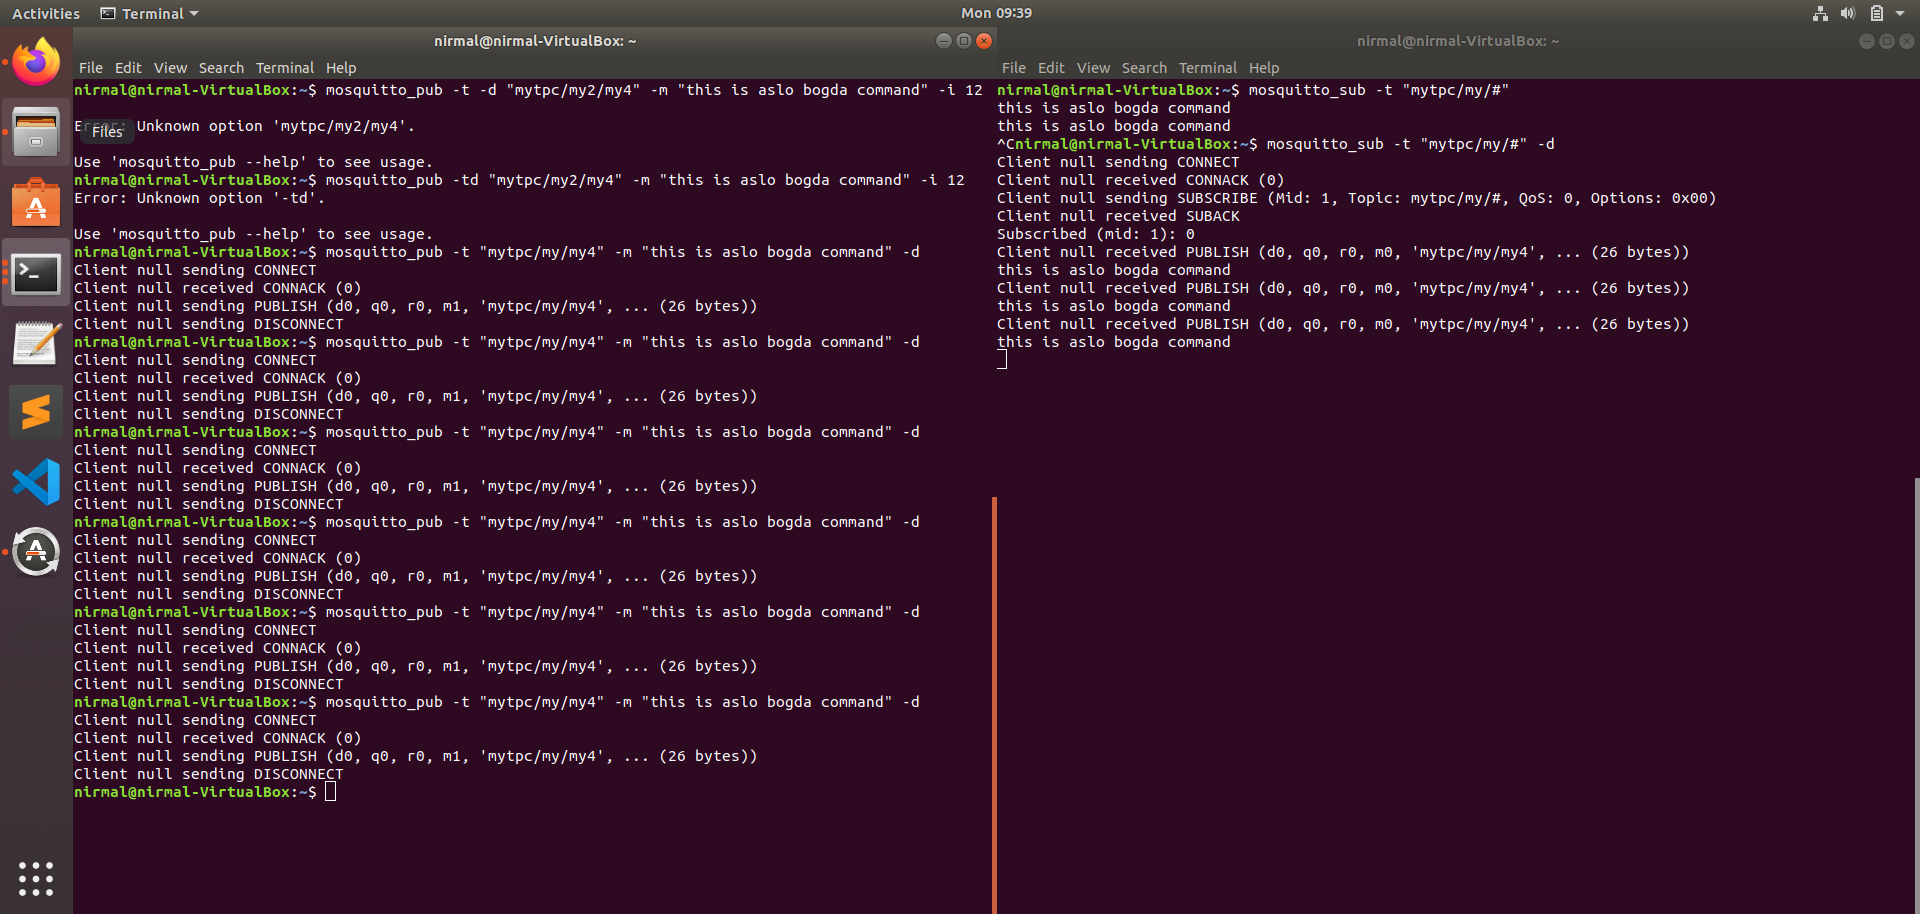 Activities Terminal Mon 09:39
nirmal@nirmal-VirtualBox: ~
File Edit View Search Terminal Help
nirmal@nirmal-VirtualBox:~$ mosquitto_pub -t -d "mytpc/my2/my4" -m "this is aslo bogda command" -i 12
Error: Unknown option 'mytpc/my2/my4'.
Files
Use 'mosquitto_pub --help' to see usage.
nirmal@nirmal-VirtualBox:~$ mosquitto_pub -td "mytpc/my2/my4" -m "this is aslo bogda command" -i 12
Error: Unknown option '-td'.
Use 'mosquitto_pub --help' to see usage.
nirmal@nirmal-VirtualBox:~$ mosquitto_pub -t "mytpc/my/my4" -m "this is aslo bogda command" -d
Client null sending CONNECT
Client null received CONNACK (0)
Client null sending PUBLISH (d0, q0, r0, m1, 'mytpc/my/my4', ... (26 bytes))
Client null sending DISCONNECT
nirmal@nirmal-VirtualBox:~$ mosquitto_pub -t "mytpc/my/my4" -m "this is aslo bogda command" -d
Client null sending CONNECT
Client null received CONNACK (0)
Client null sending PUBLISH (d0, q0, r0, m1, 'mytpc/my/my4', ... (26 bytes))
Client null sending DISCONNECT
nirmal@nirmal-VirtualBox:~$ mosquitto_pub -t "mytpc/my/my4" -m "this is aslo bogda command" -d
Client null sending CONNECT
Client null received CONNACK (0)
Client null sending PUBLISH (d0, q0, r0, m1, 'mytpc/my/my4', ... (26 bytes))
Client null sending DISCONNECT
nirmal@nirmal-VirtualBox:~$ mosquitto_pub -t "mytpc/my/my4" -m "this is aslo bogda command" -d
Client null sending CONNECT
Client null received CONNACK (0)
Client null sending PUBLISH (d0, q0, r0, m1, 'mytpc/my/my4', ... (26 bytes))
Client null sending DISCONNECT
nirmal@nirmal-VirtualBox:~$ mosquitto_pub -t "mytpc/my/my4" -m "this is aslo bogda command" -d
Client null sending CONNECT
Client null received CONNACK (0)
Client null sending PUBLISH (d0, q0, r0, m1, 'mytpc/my/my4', ... (26 bytes))
Client null sending DISCONNECT
nirmal@nirmal-VirtualBox:~$ mosquitto_pub -t "mytpc/my/my4" -m "this is aslo bogda command" -d
Client null sending CONNECT
Client null received CONNACK (0)
Client null sending PUBLISH (d0, q0, r0, m1, 'mytpc/my/my4', ... (26 bytes))
Client null sending DISCONNECT
nirmal@nirmal-VirtualBox:~$
nirmal@nirmal-VirtualBox: ~
File Edit View Search Terminal Help
nirmal@nirmal-VirtualBox:~$ mosquitto_sub -t "mytpc/my/#"
this is aslo bogda command
this is aslo bogda command
^Cnirmal@nirmal-VirtualBox:~$ mosquitto_sub -t "mytpc/my/#" -d
Client null sending CONNECT
Client null received CONNACK (0)
Client null sending SUBSCRIBE (Mid: 1, Topic: mytpc/my/#, QoS: 0, Options: 0x00)
Client null received SUBACK
Subscribed (mid: 1): 0
Client null received PUBLISH (d0, q0, r0, m0, 'mytpc/my/my4', ... (26 bytes))
this is aslo bogda command
Client null received PUBLISH (d0, q0, r0, m0, 'mytpc/my/my4', ... (26 bytes))
this is aslo bogda command
Client null received PUBLISH (d0, q0, r0, m0, 'mytpc/my/my4', ... (26 bytes))
this is aslo bogda command